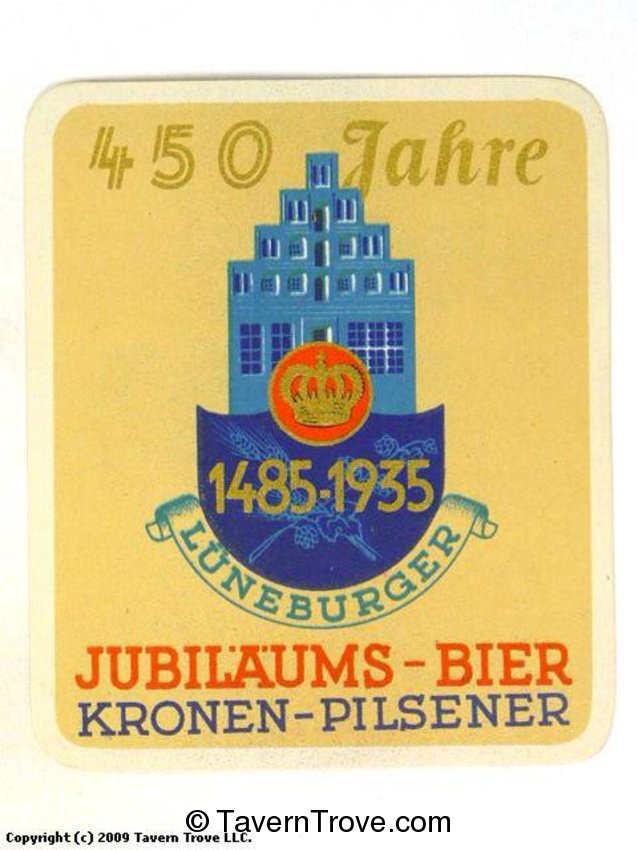 450 Jahre
1485-1935
LÜNEBURGER
JUBILÄUMS-BIER
KRONEN-PILSENER
© TavernTrove.com
Copyright (c) 2009 Tavern Trove LLC.